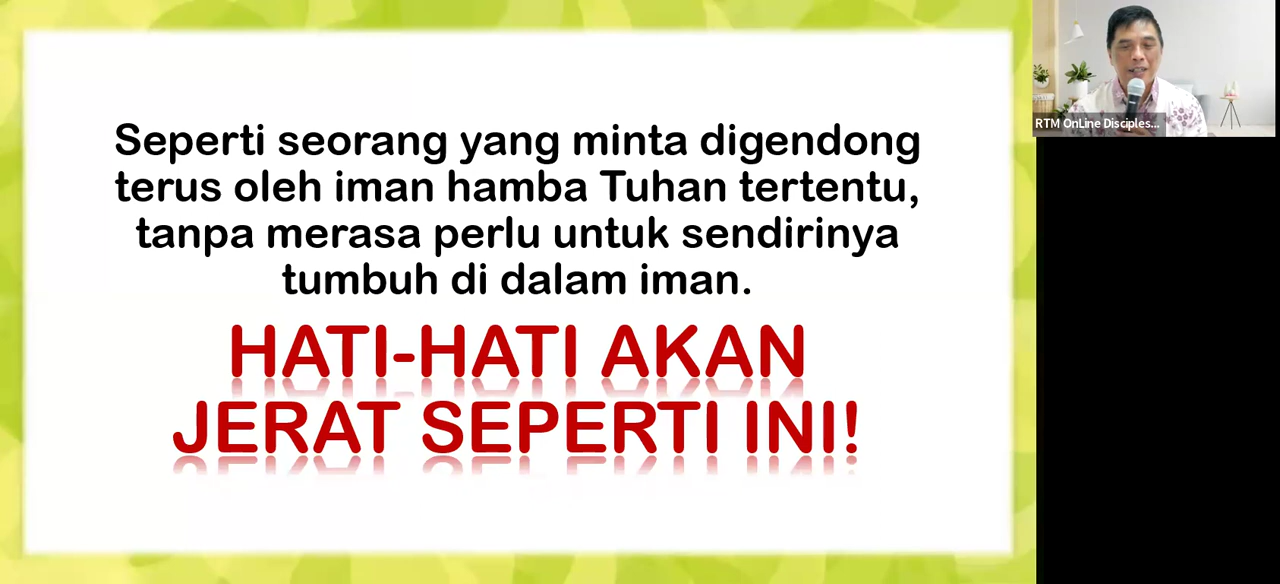 Seperti seorang yang minta digendong
terus oleh iman hamba Tuhan tertentu,
tanpa merasa perlu untuk sendirinya
tumbuh di dalam iman.
HATI-HATI AKAN
JERAT SEPERTI INI!
RTM OnLine Disciples...